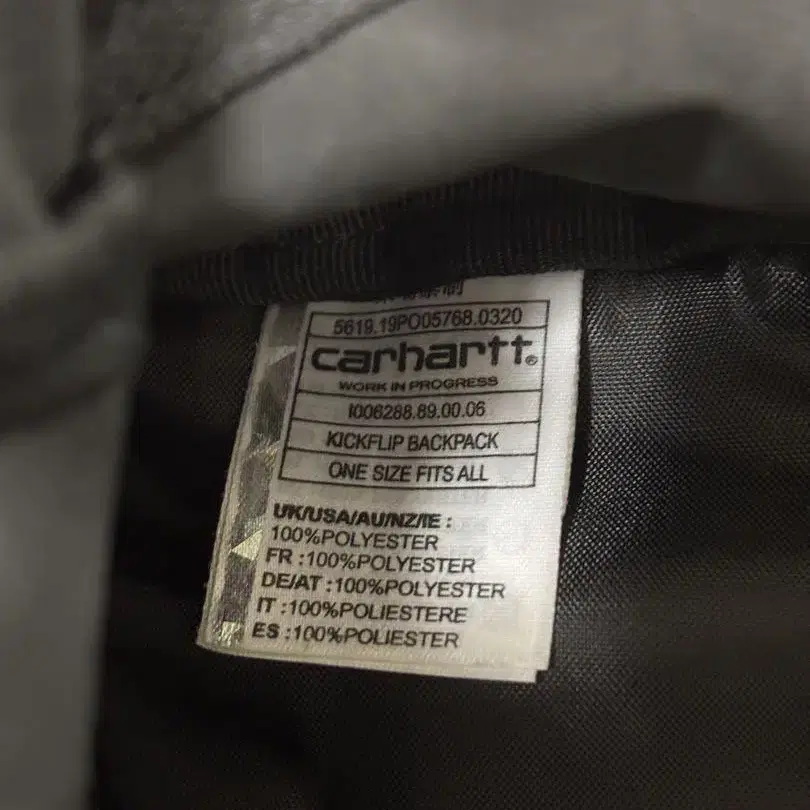 5619.19PO05768.0320
carhartt®
WORK IN PROGRESS
I006288.89.00.06
KICKFLIP BACKPACK
ONE SIZE FITS ALL
UK/USA/AU/NZ/IE :
100%POLYESTER
FR :100%POLYESTER
DE/AT :100%POLYESTER
IT :100%POLIESTERE
ES :100%POLIESTER